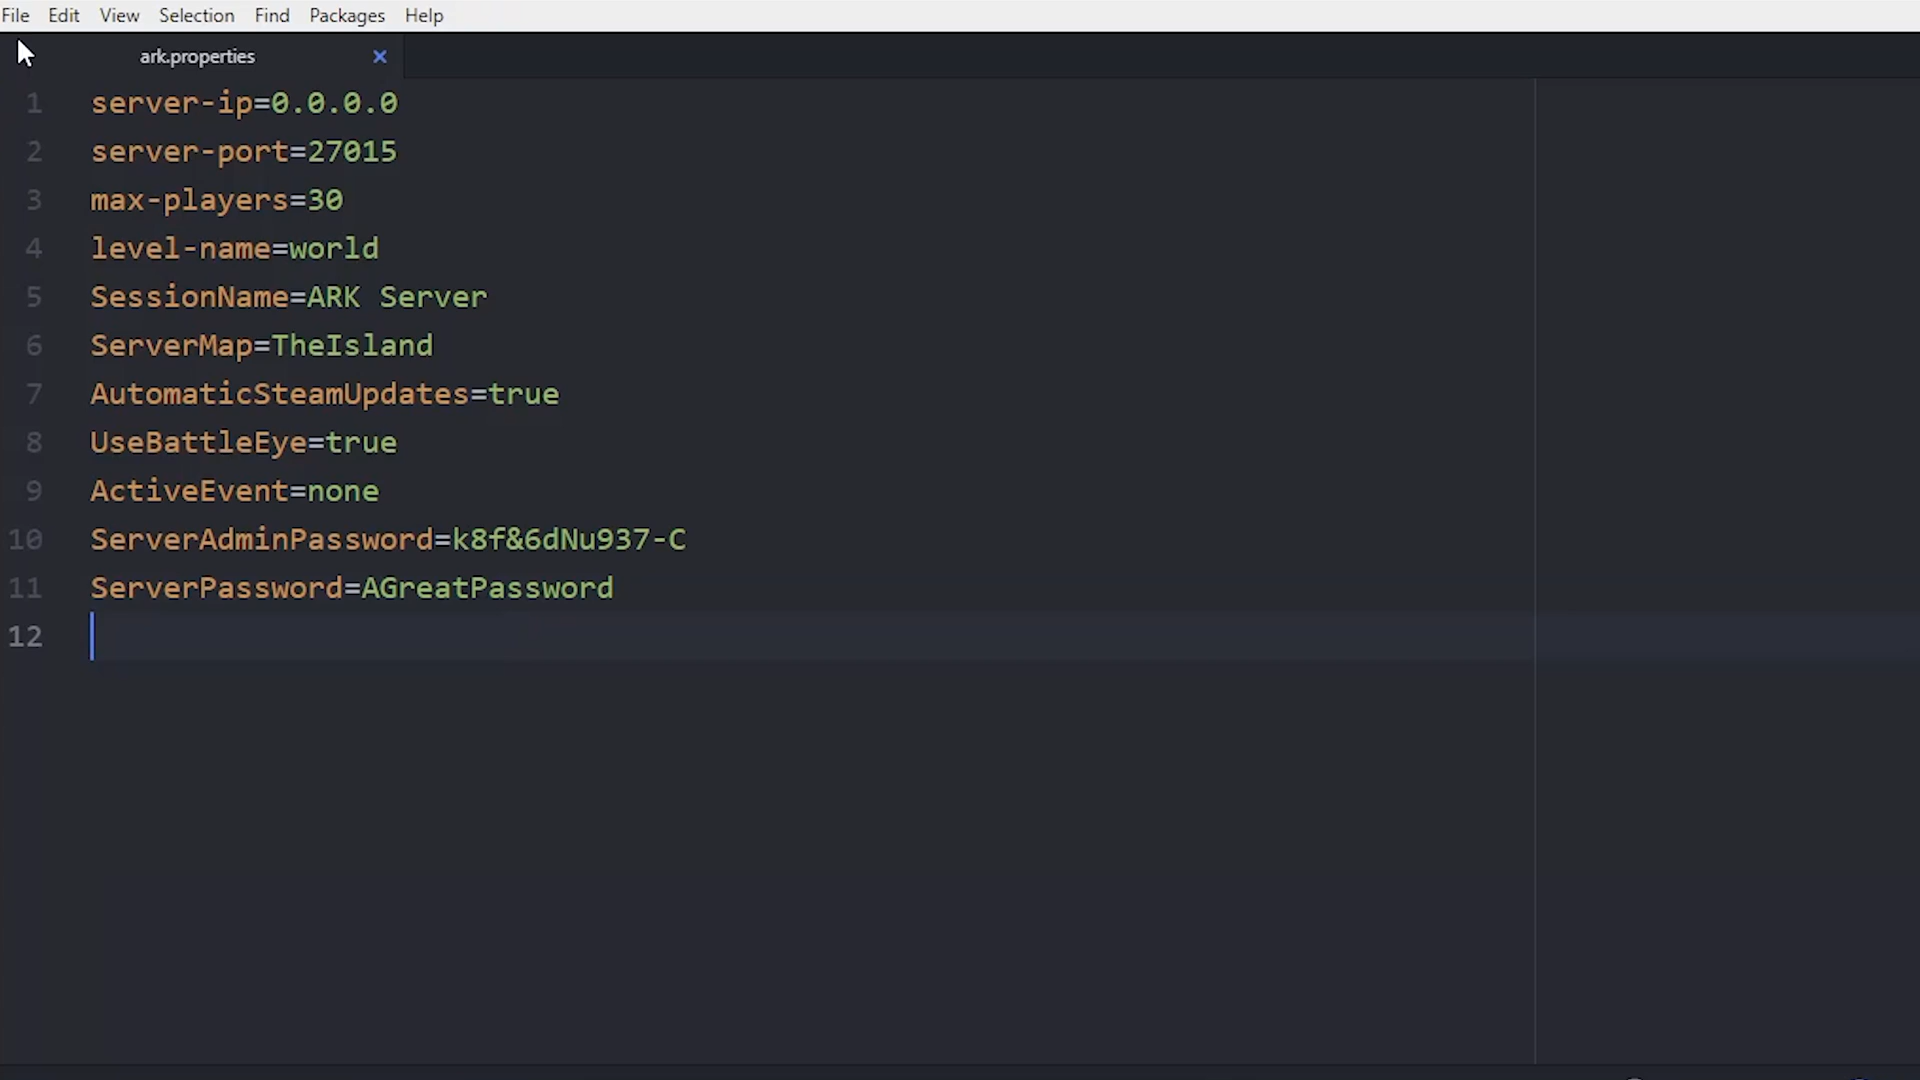 File Edit View Selection Find Packages Help
ark.properties
1 server-ip=0.0.0.0
2 server-port=27015
3 max-players=30
4 level-name=world
5 SessionName=ARK Server
6 ServerMap=TheIsland
7 AutomaticSteamUpdates=true
8 UseBattleEye=true
9 ActiveEvent=none
10 ServerAdminPassword=k8f&6dNu937-C
11 ServerPassword=AGreatPassword
12